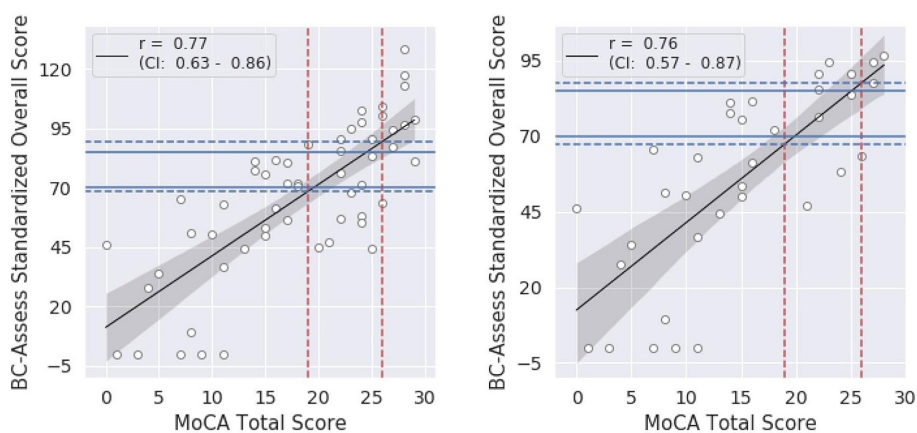 r = 0.77
(CI: 0.63 - 0.86)
BC-Assess Standardized Overall Score
120
95
70
45
20
−5
0 5 10 15 20 25 30
MoCA Total Score
r = 0.76
(CI: 0.57 - 0.87)
BC-Assess Standardized Overall Score
95
70
45
20
−5
0 5 10 15 20 25 30
MoCA Total Score